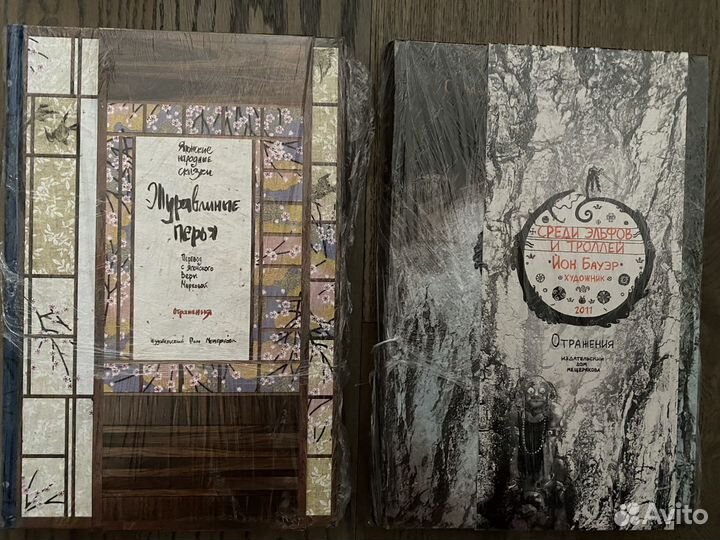 Японские
народные
сказки
Журавлиные
перья
Перевод
с японского
Веры
Марковой
Отражения
Издательский Дом Мещерякова
С
СРЕДИ ЭЛЬФОВ
И ТРОЛЛЕЙ
ЙОН БАУЭР
ХУДОЖНИК
2011
ОТРАЖЕНИЯ
ИЗДАТЕЛЬСКИЙ
ДОМ
МЕЩЕРЯКОВА
Avito